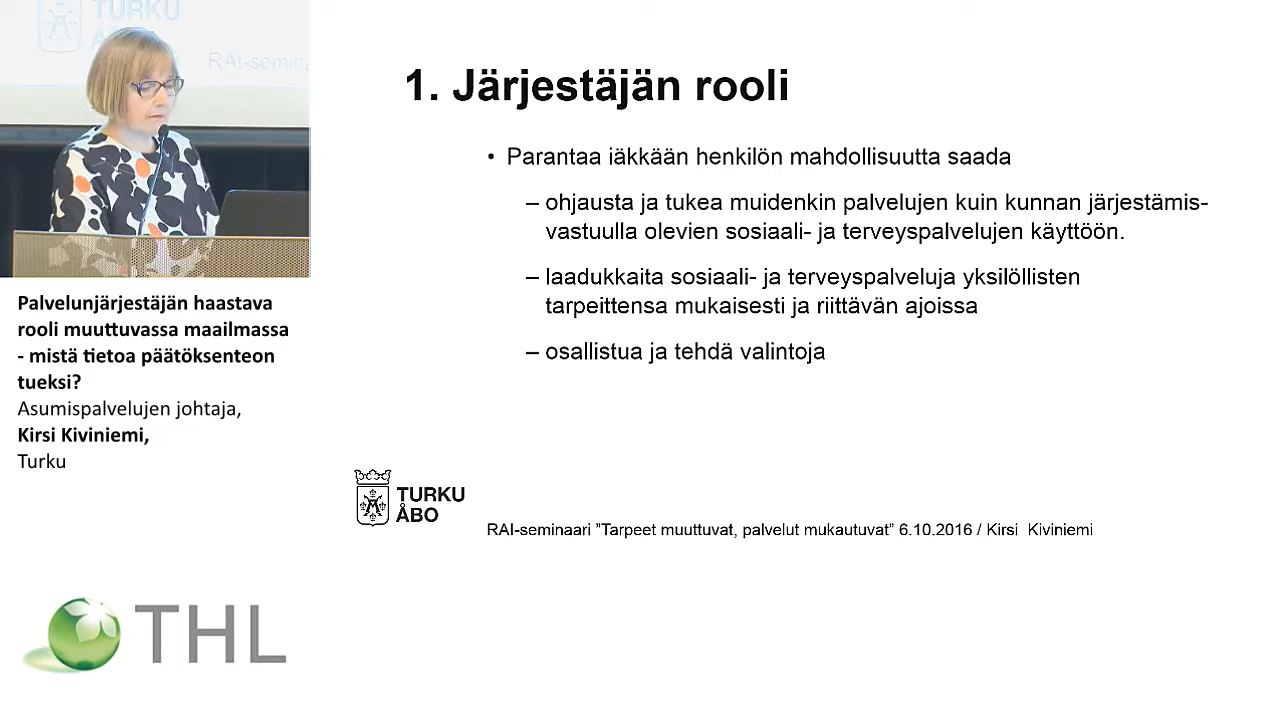 TURKU
RAI-semin
1. Järjestäjän rooli
• Parantaa iäkkään henkilön mahdollisuutta saada
– ohjausta ja tukea muidenkin palvelujen kuin kunnan järjestämis-
vastuulla olevien sosiaali- ja terveyspalvelujen käyttöön.
– laadukkaita sosiaali- ja terveyspalveluja yksilöllisten
tarpeittensa mukaisesti ja riittävän ajoissa
– osallistua ja tehdä valintoja
Palvelunjärjestäjän haastava
rooli muuttuvassa maailmassa
- mistä tietoa päätöksenteon
tueksi?
Asumispalvelujen johtaja,
Kirsi Kiviniemi,
Turku
TURKU
ÅBO
RAI-seminaari ”Tarpeet muuttuvat, palvelut mukautuvat” 6.10.2016 / Kirsi Kiviniemi
THL